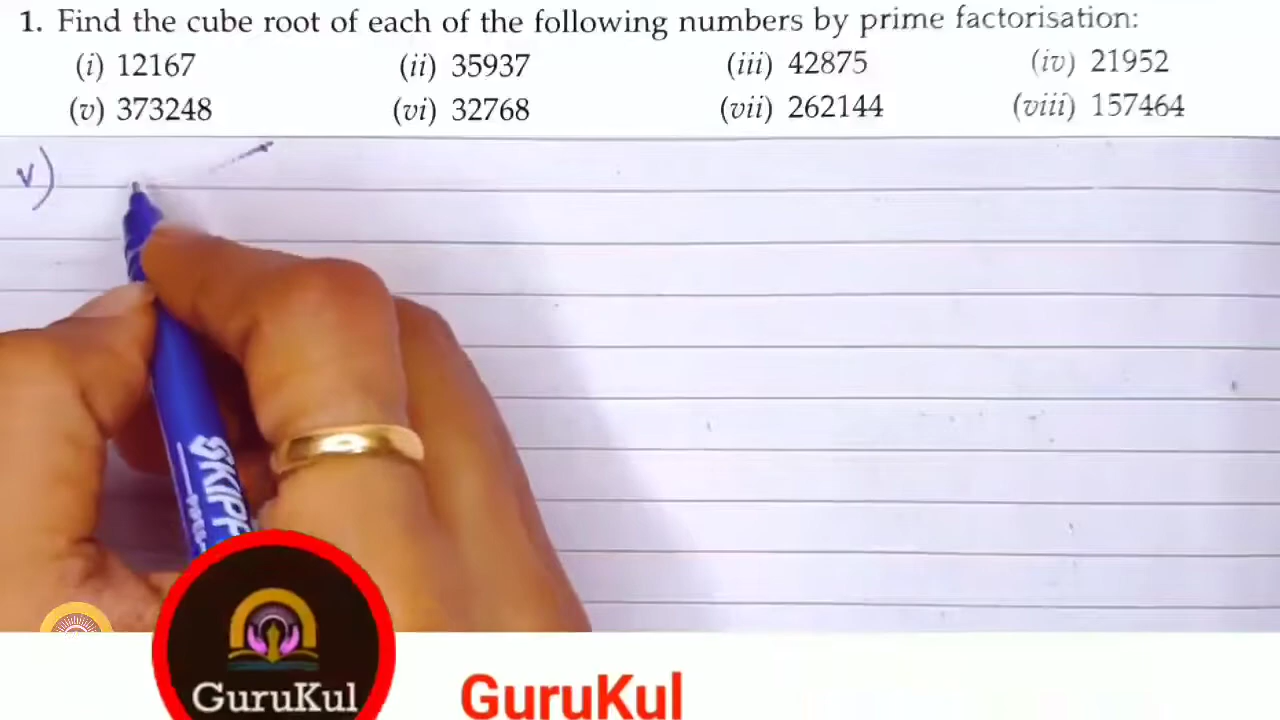 1. Find the cube root of each of the following numbers by prime factorisation:
(i) 12167 (ii) 35937 (iii) 42875 (iv) 21952
(v) 373248 (vi) 32768 (vii) 262144 (viii) 157464
v)
GuruKul
GuruKul